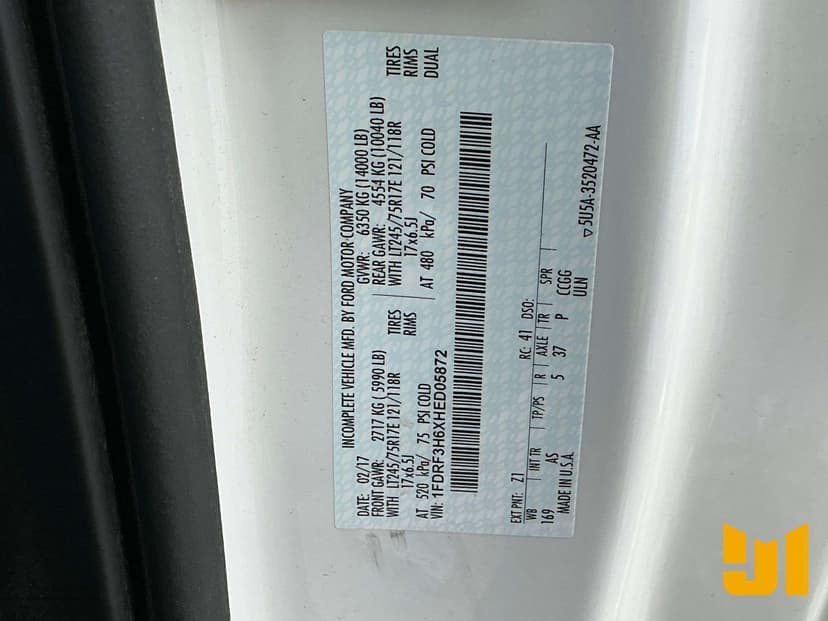 INCOMPLETE VEHICLE MFD. BY FORD MOTOR COMPANY
DATE: 02/17 GVWR: 6350 KG (14000 LB)
FRONT GAWR: 2717 KG (5990 LB) REAR GAWR: 4554 KG (10040 LB)
WITH LT245/75R17E 121/118R TIRES WITH LT245/75R17E 121/118R TIRES
17x6.5J RIMS 17x6.5J RIMS
AT 520 kPa/ 75 PSI COLD AT 480 kPa/ 70 PSI COLD DUAL
VIN: 1FDRF3H6XHED05872
EXT PNT: Z1 RC: 41 DSO:
WB INT TR TP/PS R AXLE TR SPR
169 AS 5 37 P CCGG
MADE IN U.S.A. ULN
▽5U5A-3520472-AA